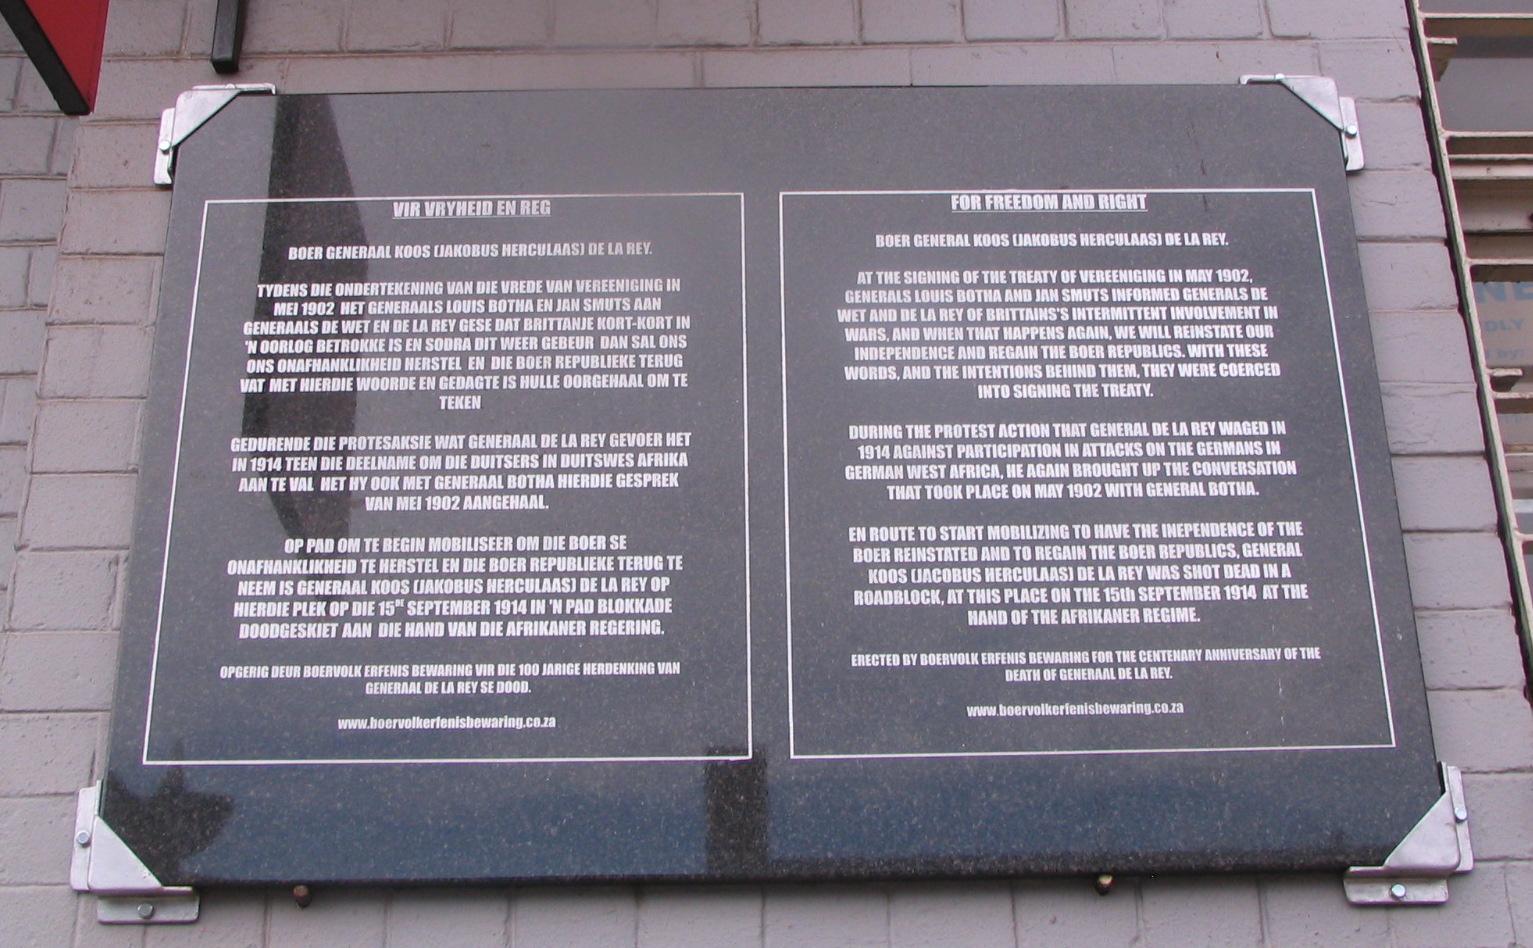 VIR VRYHEID EN REG
BOER GENERAAL KOOS (JAKOBUS HERCULAAS) DE LA REY.
TYDENS DIE ONDERTEKENING VAN DIE VREDE VAN VEREENIGING IN
MEI 1902 HET GENERAALS LOUIS BOTHA EN JAN SMUTS AAN
GENERAALS DE WET EN DE LA REY GESE DAT BRITTANJE KORT-KORT IN
'N OORLOG BETROKKE IS EN SODRA DIT WEER GEBEUR DAN SAL ONS
ONS ONAFHANKLIKHEID HERSTEL EN DIE BOER REPUBLIEKE TERUG
VAT MET HIERDIE WOORDE EN GEDAGTE IS HULLE OORGEHAAL OM TE
TEKEN
GEDURENDE DIE PROTESAKSIE WAT GENERAAL DE LA REY GEVOER HET
IN 1914 TEEN DIE DEELNAME OM DIE DUITSERS IN DUITSWES AFRIKA
AAN TE VAL HET HY OOK MET GENERAAL BOTHA HIERDIE GESPREK
VAN MEI 1902 AANGEHAAL.
OP PAD OM TE BEGIN MOBILISEER OM DIE BOER SE
ONAFHANKLIKHEID TE HERSTEL EN DIE BOER REPUBLIEKE TERUG TE
NEEM IS GENERAAL KOOS (JAKOBUS HERCULAAS) DE LA REY OP
HIERDIE PLEK OP DIE 15DE SEPTEMBER 1914 IN 'N PAD BLOKKADE
DOODGESKIET AAN DIE HAND VAN DIE AFRIKANER REGERING.
OPGERIG DEUR BOERVOLK ERFENIS BEWARING VIR DIE 100 JARIGE HERDENKING VAN
GENERAAL DE LA REY SE DOOD.
www.boervolkerfenisbewaring.co.za
FOR FREEDOM AND RIGHT
BOER GENERAL KOOS (JAKOBUS HERCULAAS) DE LA REY.
AT THE SIGNING OF THE TREATY OF VEREENIGING IN MAY 1902,
GENERALS LOUIS BOTHA AND JAN SMUTS INFORMED GENERALS DE
WET AND DE LA REY OF BRITTAINS'S INTERMITTENT INVOLVEMENT IN
WARS, AND WHEN THAT HAPPENS AGAIN, WE WILL REINSTATE OUR
INDEPENDENCE AND REGAIN THE BOER REPUBLICS. WITH THESE
WORDS, AND THE INTENTIONS BEHIND THEM, THEY WERE COERCED
INTO SIGNING THE TREATY.
DURING THE PROTEST ACTION THAT GENERAL DE LA REY WAGED IN
1914 AGAINST PARTICIPATION IN ATTACKS ON THE GERMANS IN
GERMAN WEST AFRICA, HE AGAIN BROUGHT UP THE CONVERSATION
THAT TOOK PLACE ON MAY 1902 WITH GENERAL BOTHA.
EN ROUTE TO START MOBILIZING TO HAVE THE INEPENDENCE OF THE
BOER REINSTATED AND TO REGAIN THE BOER REPUBLICS, GENERAL
KOOS (JACOBUS HERCULAAS) DE LA REY WAS SHOT DEAD IN A
ROADBLOCK, AT THIS PLACE ON THE 15th SEPTEMBER 1914 AT THE
HAND OF THE AFRIKANER REGIME.
ERECTED BY BOERVOLK ERFENIS BEWARING FOR THE CENTENARY ANNIVERSARY OF THE
DEATH OF GENERAAL DE LA REY.
www.boervolkerfenisbewaring.co.za